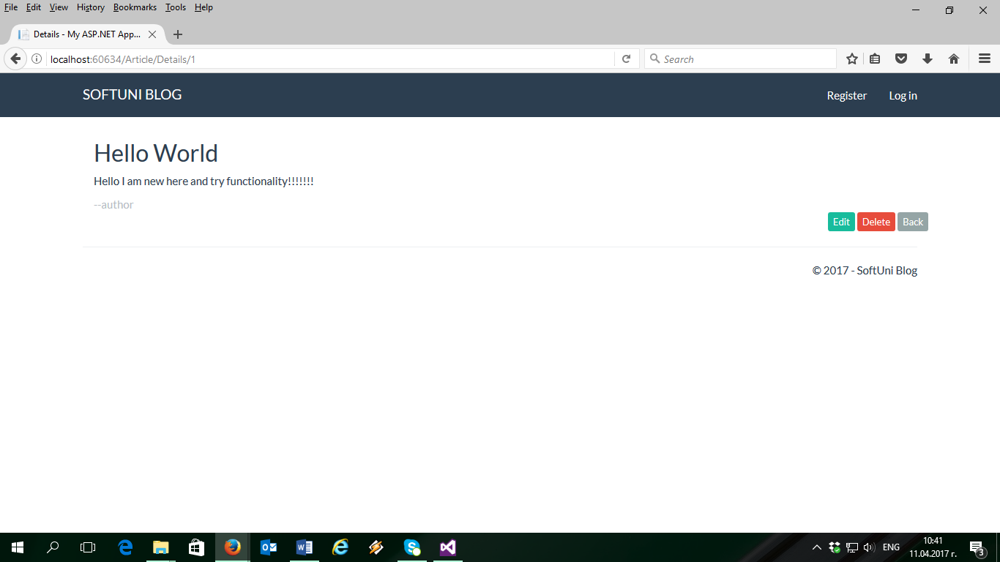 File Edit View History Bookmarks Tools Help
Details - My ASP.NET App...
localhost:60634/Article/Details/1
Search
SOFTUNI BLOG
Register
Log in
Hello World
Hello I am new here and try functionality!!!!!!!
--author
Edit Delete Back
© 2017 - SoftUni Blog
ENG
10:41
11.04.2017 г.
3